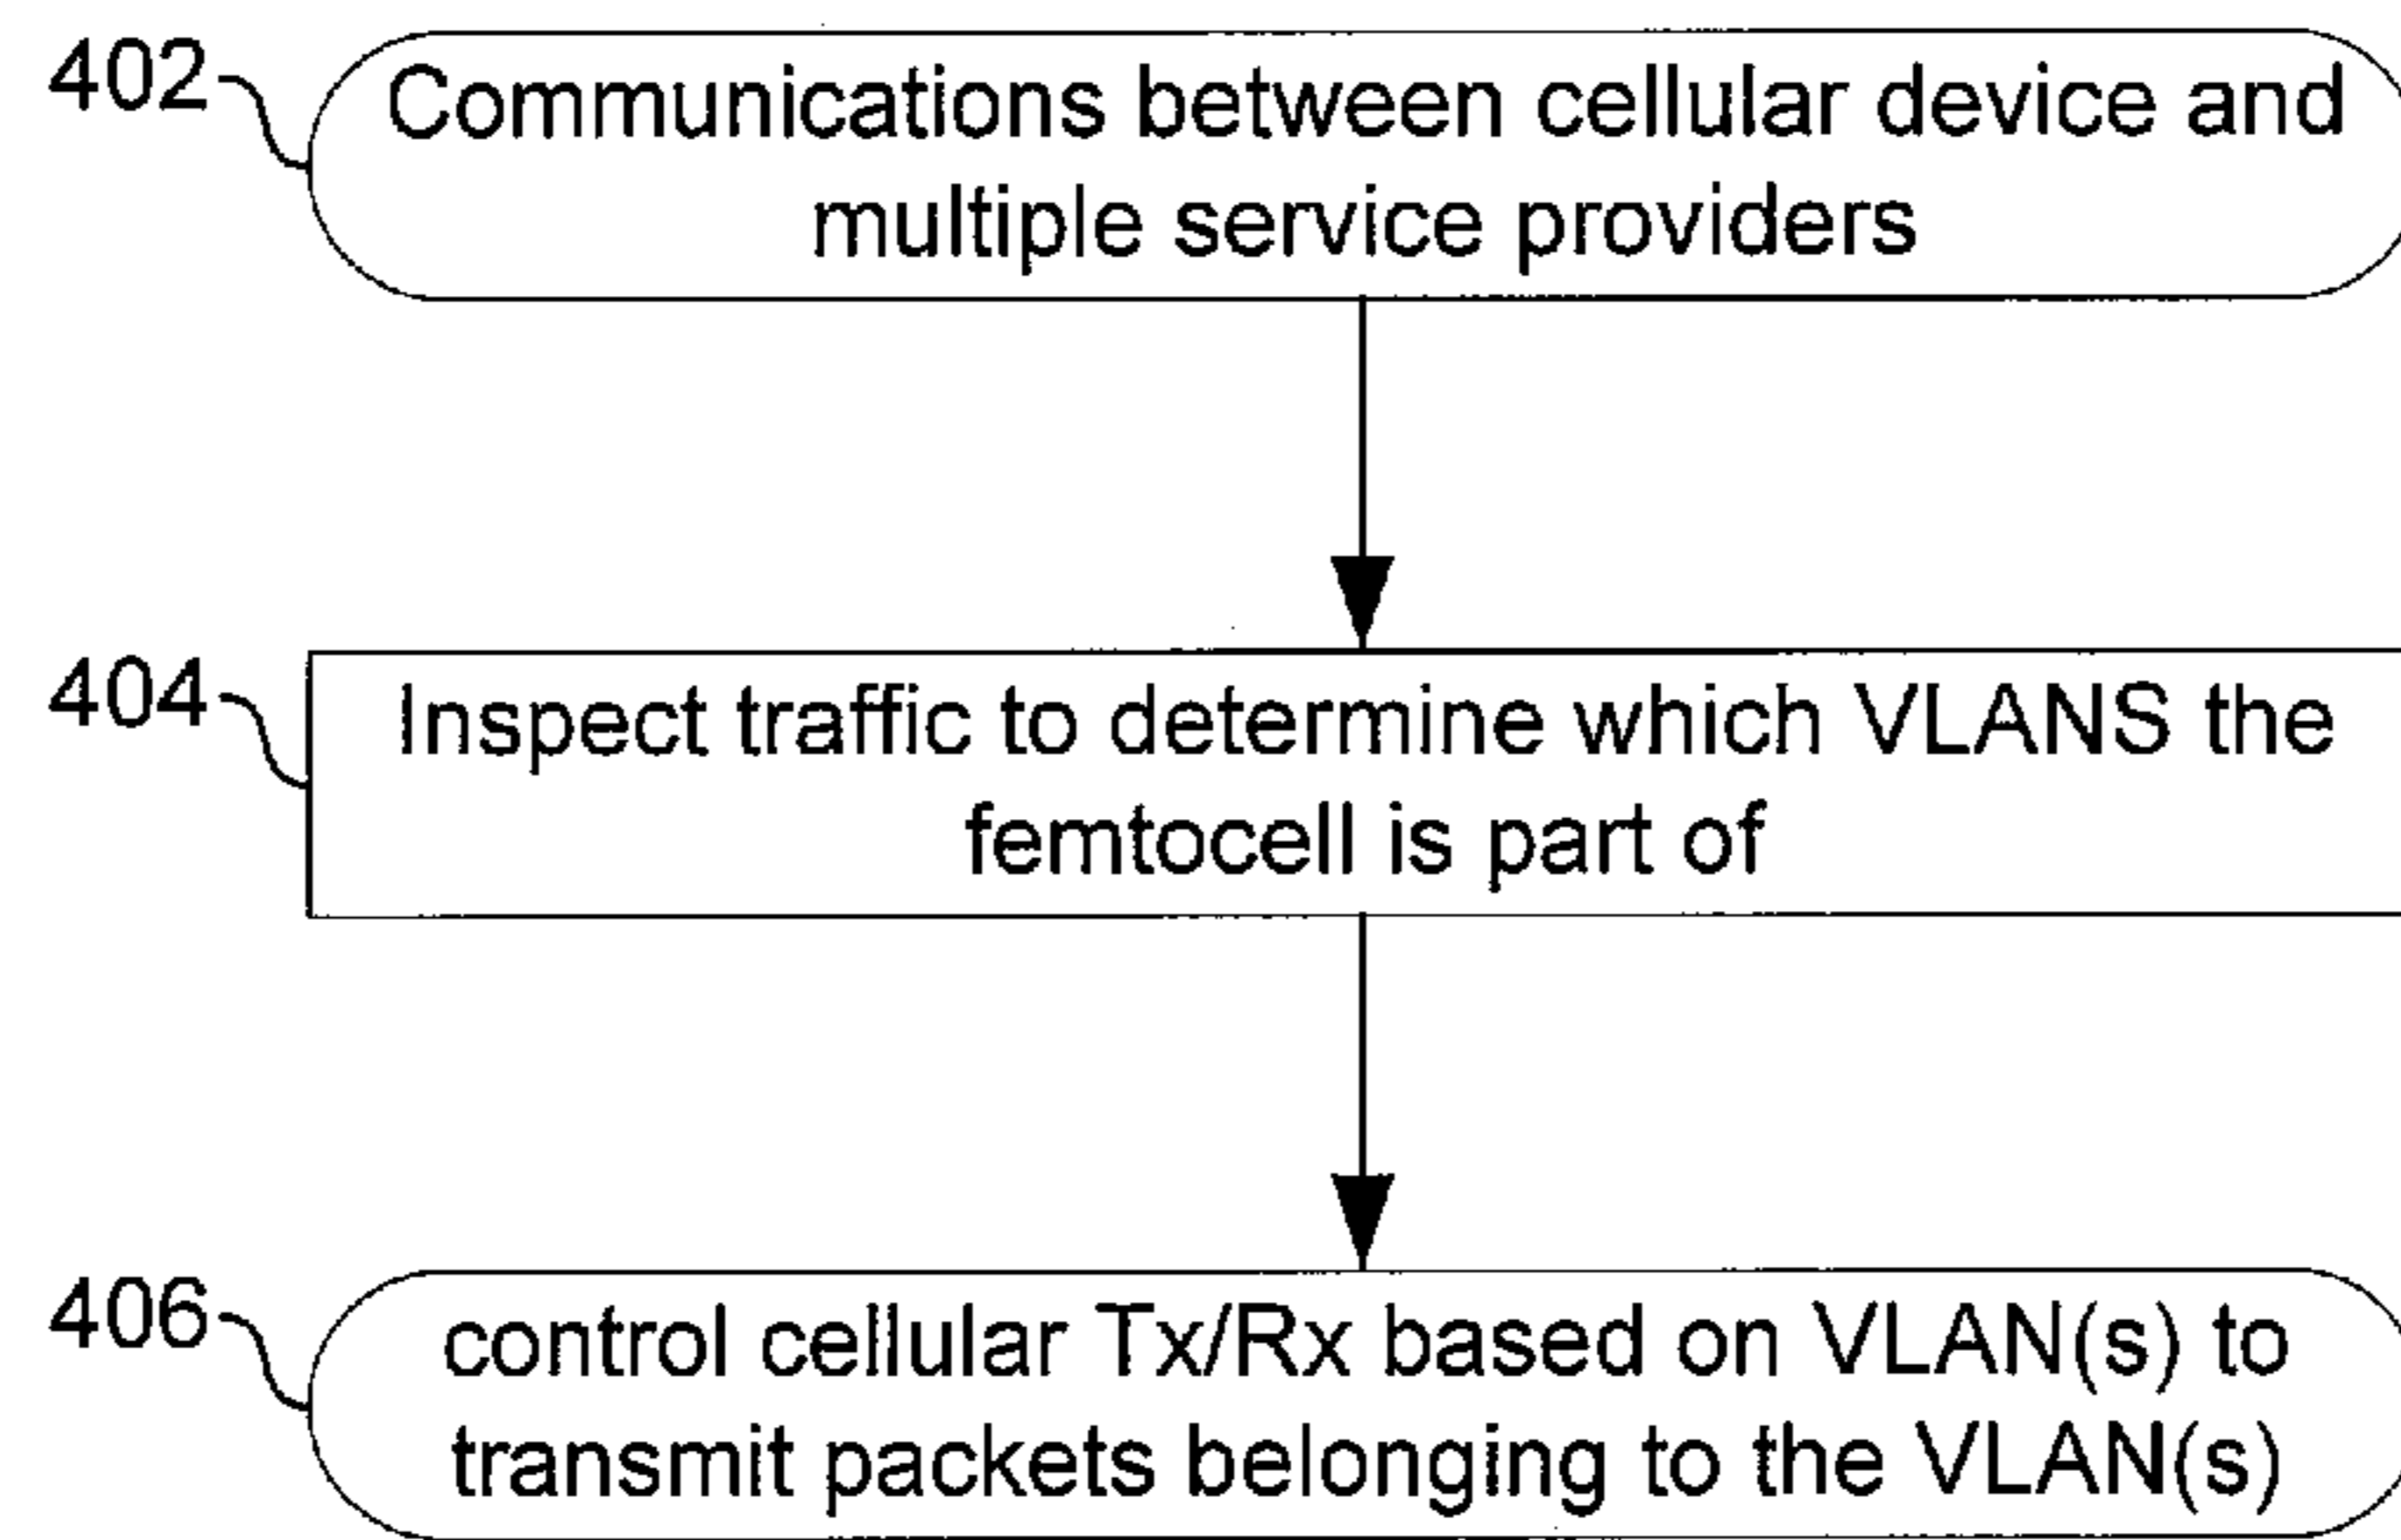 402
Communications between cellular device and
multiple service providers
404
Inspect traffic to determine which VLANS the
femtocell is part of
406
control cellular Tx/Rx based on VLAN(s) to
transmit packets belonging to the VLAN(s)